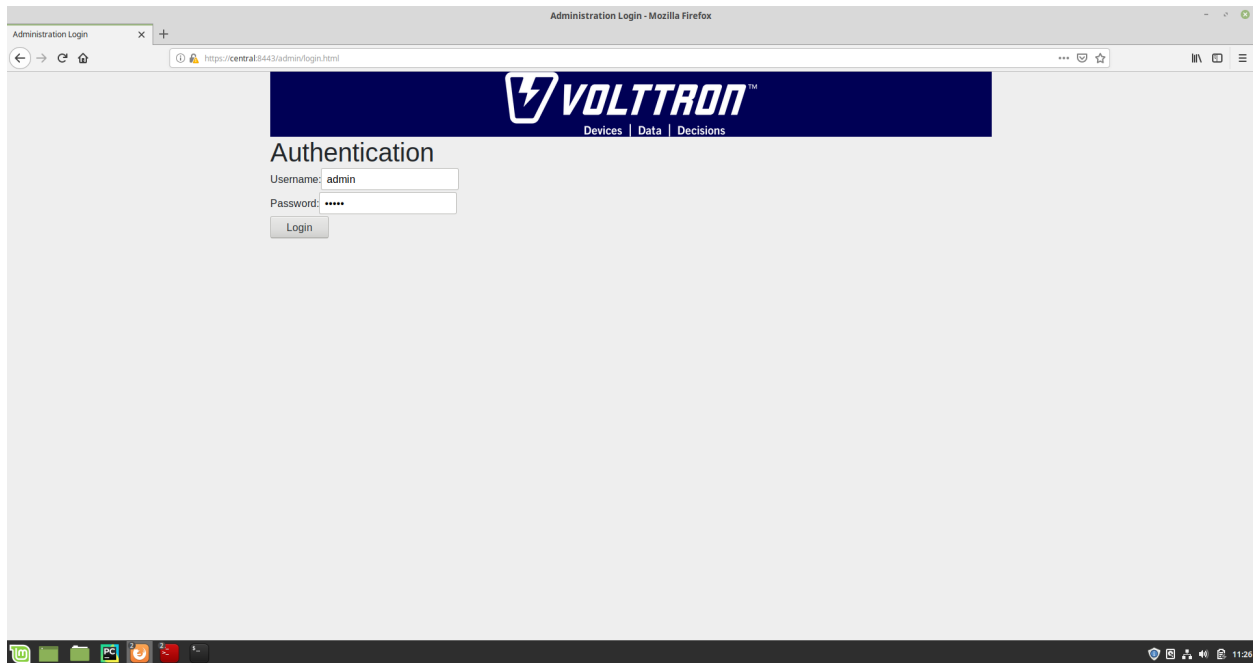 Administration Login - Mozilla Firefox
Administration Login
https://central:8443/admin/login.html
VOLTTRON™
Devices | Data | Decisions
Authentication
Username: admin
Password: •••••
Login
11:26